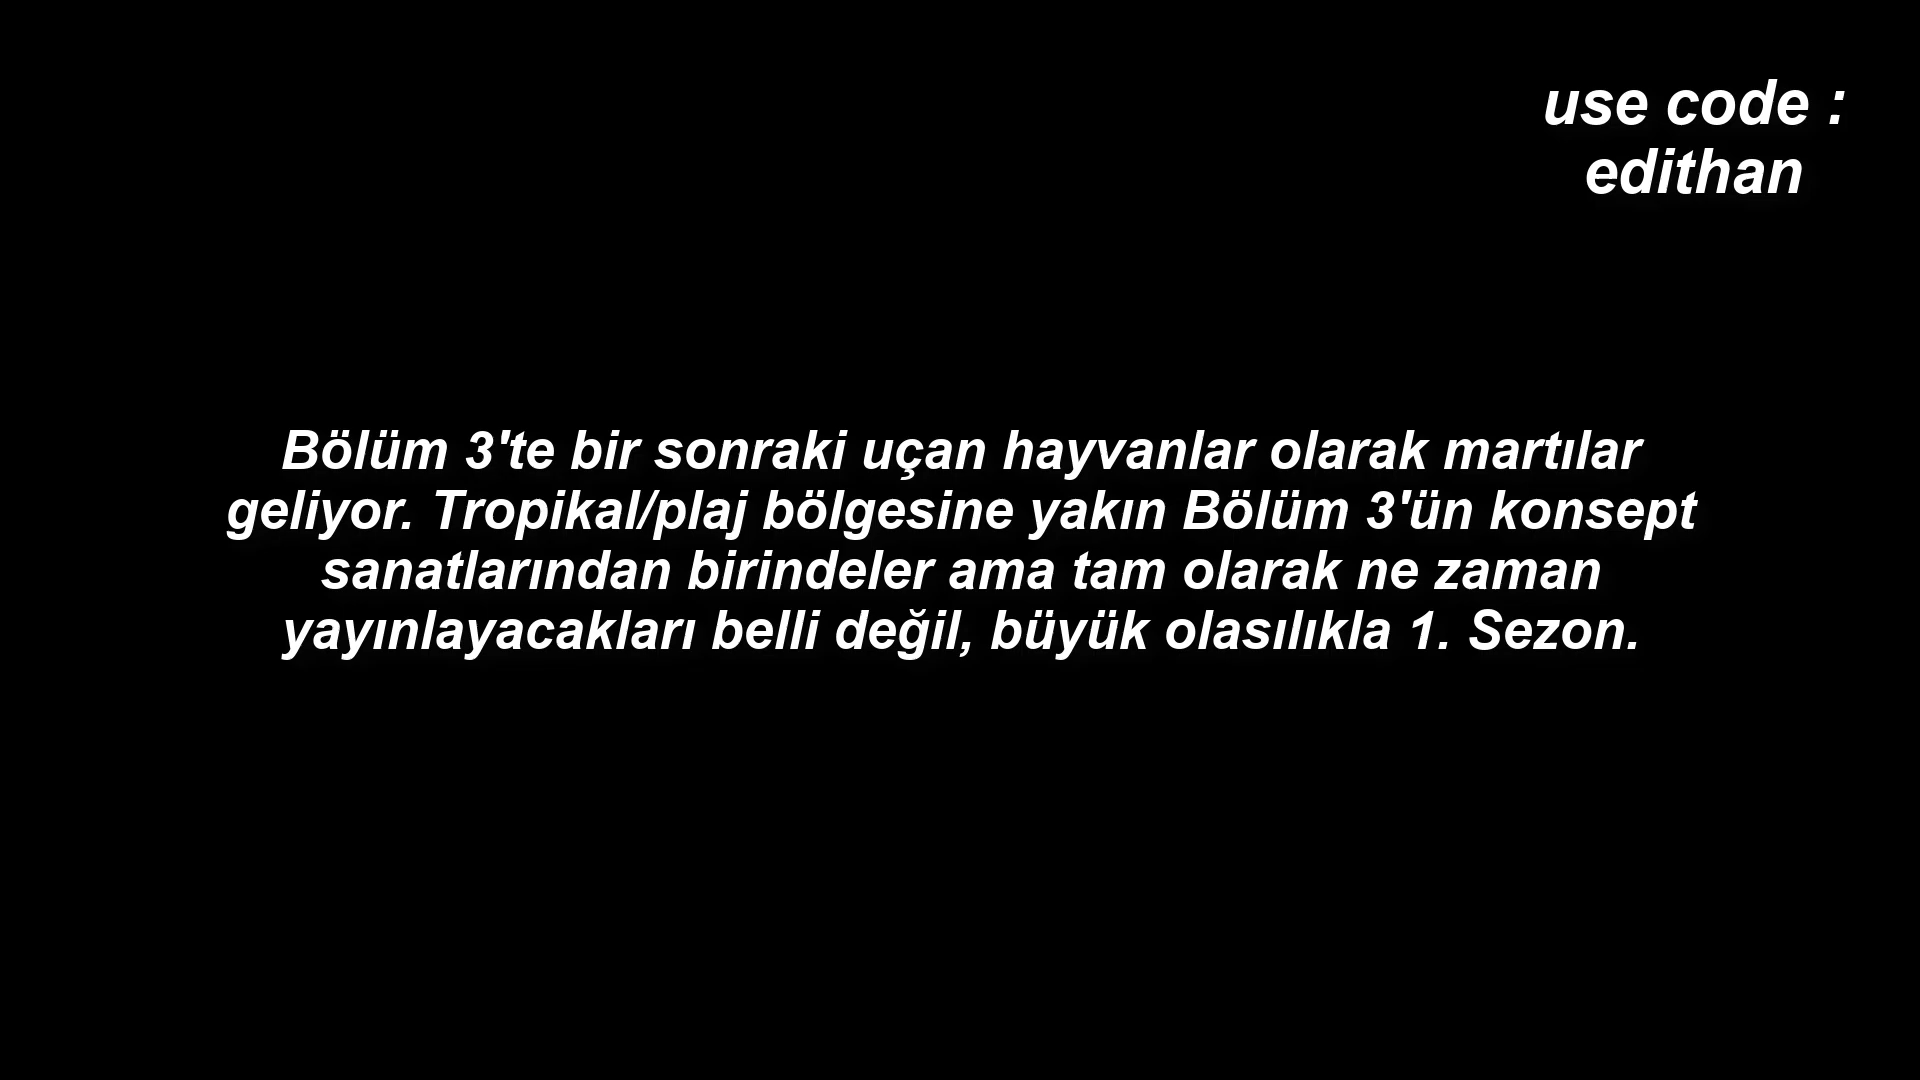 use code :
edithan
Bölüm 3'te bir sonraki uçan hayvanlar olarak martılar
geliyor. Tropikal/plaj bölgesine yakın Bölüm 3'ün konsept
sanatlarından birindeler ama tam olarak ne zaman
yayınlayacakları belli değil, büyük olasılıkla 1. Sezon.